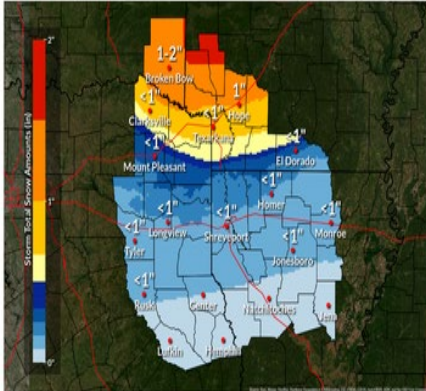 2"
Storm Total Snow Amounts (in)
1"
0"
1-2"
Broken Bow
<1"
Clarksville
1"
Hope
<1"
Texarkana
<1"
Mount Pleasant
<1"
El Dorado
<1"
Homer
<1"
Longview
<1"
Shreveport
<1"
Monroe
<1"
Tyler
<1"
Jonesboro
<1"
Rusk
Center
Natchitoches
Jena
Lufkin
Hemphill